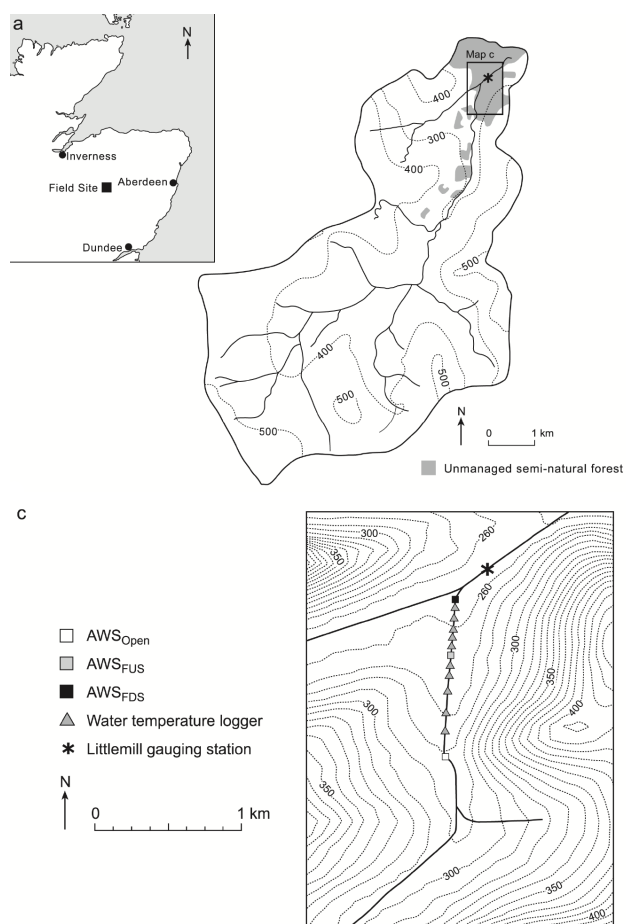 a
N
Inverness
Field Site
Aberdeen
Dundee
Map c
400
300
400
500
400
500
500
500
N
0 1 km
Unmanaged semi-natural forest
c
AWSOpen
AWSFUS
AWSFDS
Water temperature logger
Littlemill gauging station
N
0 1 km
300
350
260
260
300
350
300
400
350
300
350
400